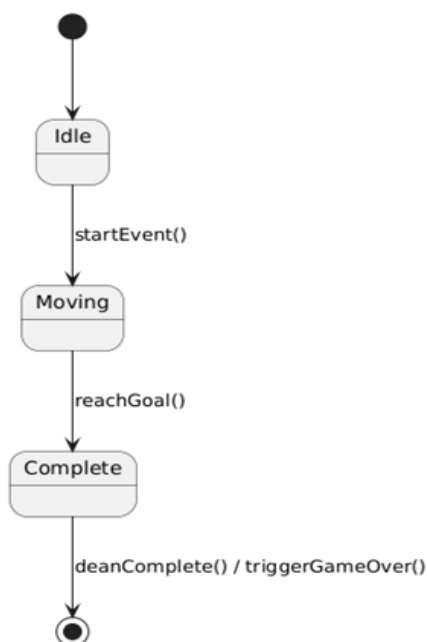 Idle
startEvent()
Moving
reachGoal()
Complete
deanComplete() / triggerGameOver()